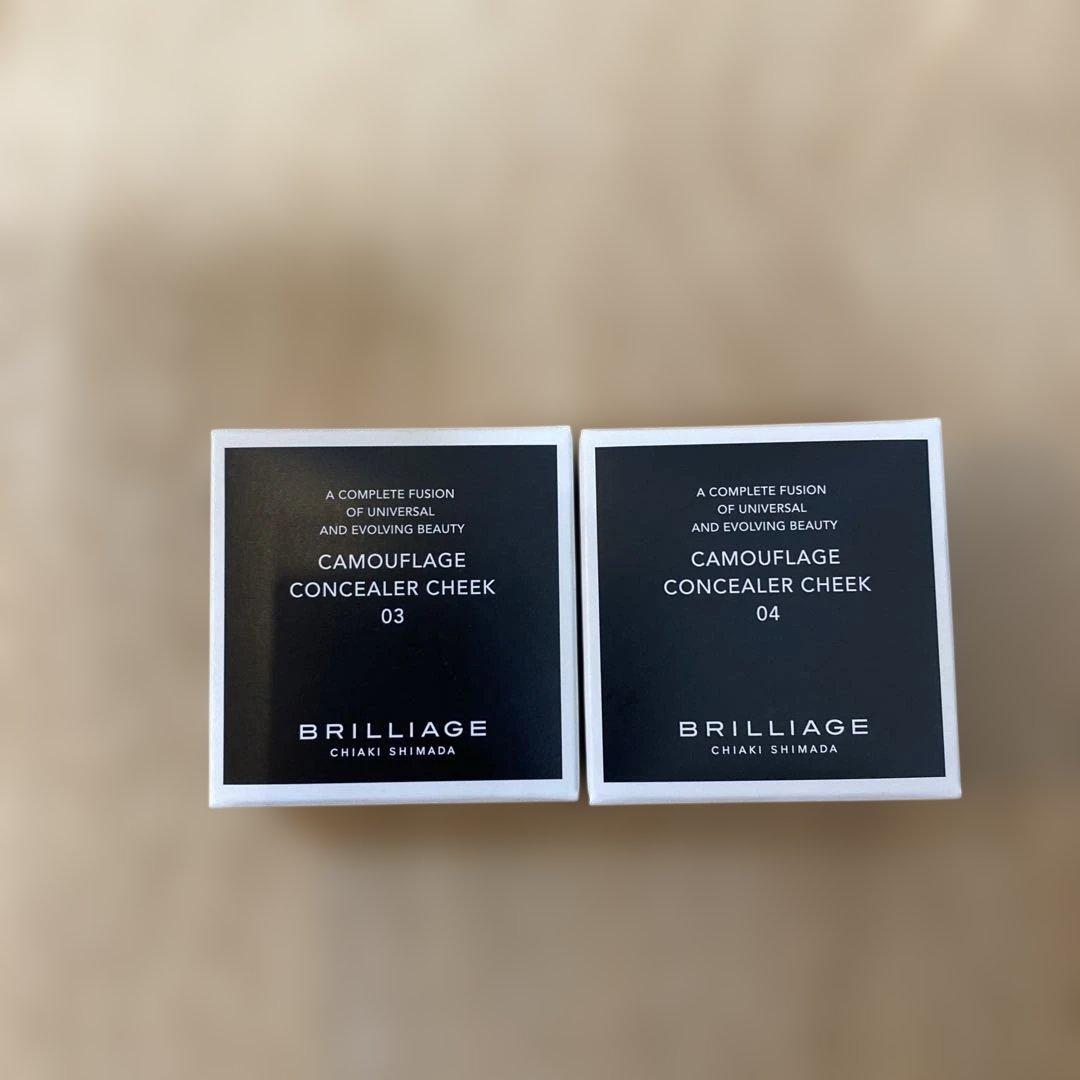 A COMPLETE FUSION
OF UNIVERSAL
AND EVOLVING BEAUTY
CAMOUFLAGE
CONCEALER CHEEK
03
BRILLIAGE
CHIAKI SHIMADA
A COMPLETE FUSION
OF UNIVERSAL
AND EVOLVING BEAUTY
CAMOUFLAGE
CONCEALER CHEEK
04
BRILLIAGE
CHIAKI SHIMADA